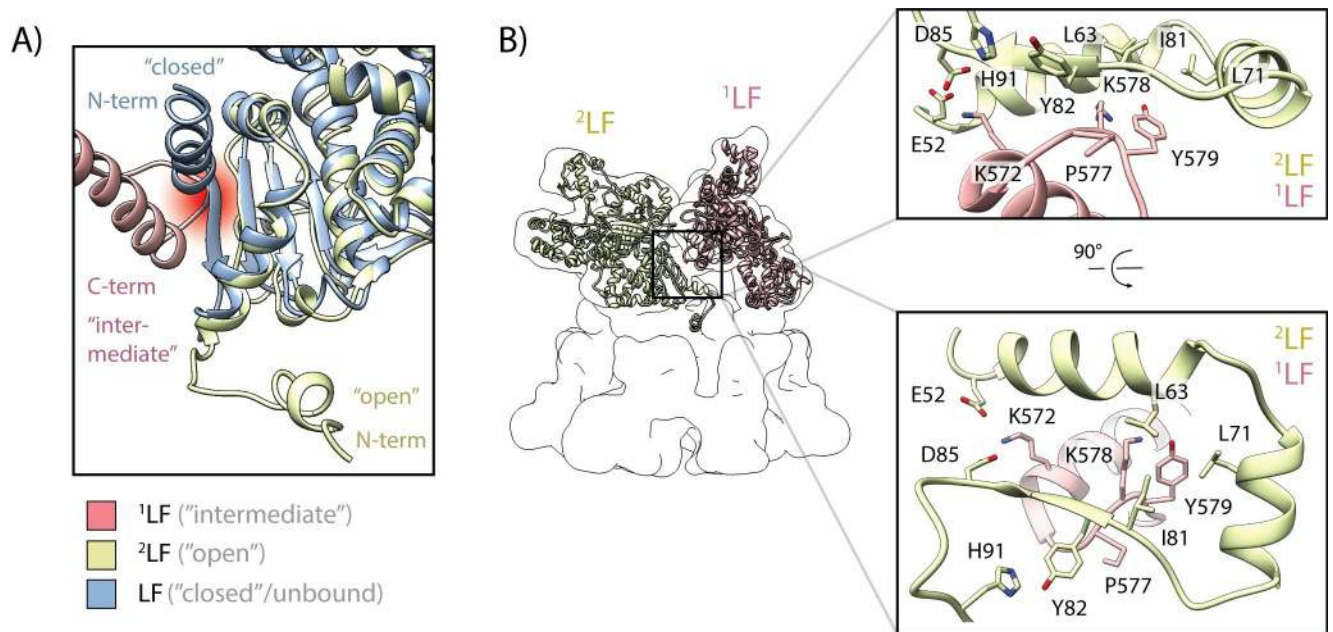 A)
"closed"
N-term
C-term
"inter-
mediate"
"open"
N-term
¹LF ("intermediate")
²LF ("open")
LF ("closed"/unbound)
B)
²LF
¹LF
D85
L63
I81
H91
K578
L71
Y82
E52
K572
P577
Y579
²LF
¹LF
90°
²LF
¹LF
E52
L63
K572
L71
D85
K578
Y579
I81
H91
P577
Y82